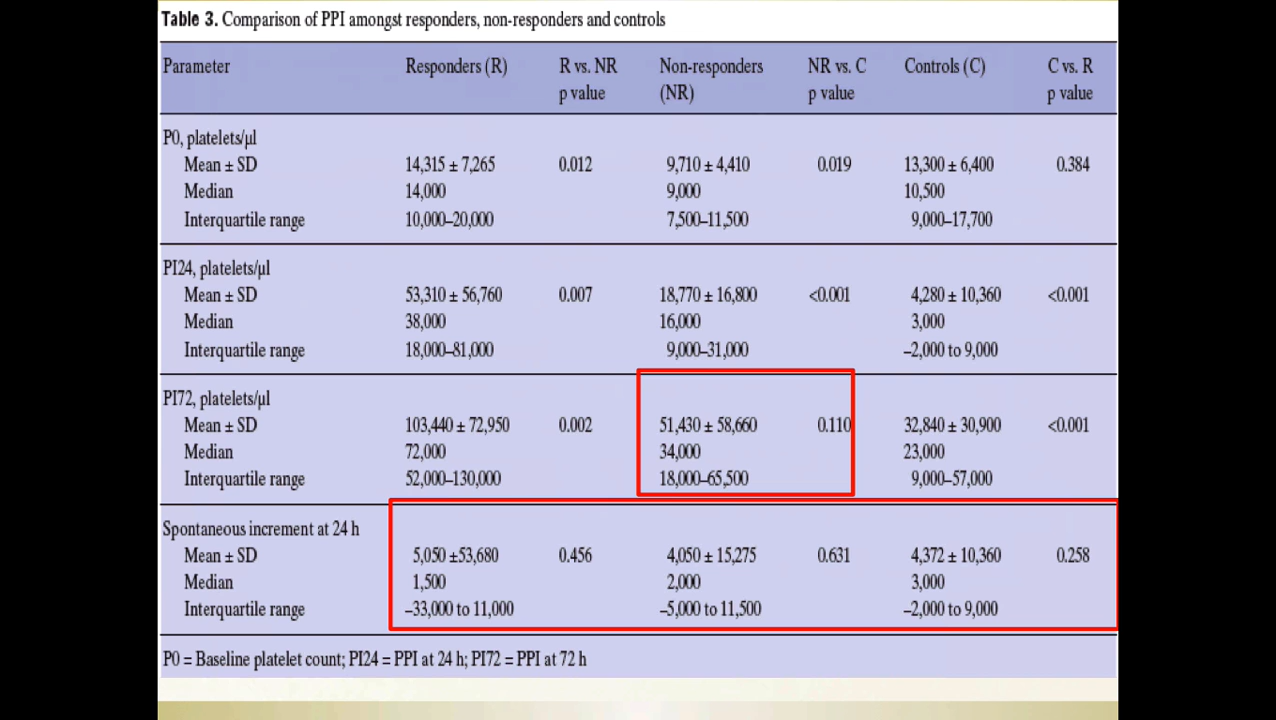 Table 3. Comparison of PPI amongst responders, non-responders and controls
Parameter Responders (R) R vs. NR p value Non-responders (NR) NR vs. C p value Controls (C) C vs. R p value
P0, platelets/µl
Mean ± SD 14,315 ± 7,265 0.012 9,710 ± 4,410 0.019 13,300 ± 6,400 0.384
Median 14,000 9,000 10,500
Interquartile range 10,000–20,000 7,500–11,500 9,000–17,700
PI24, platelets/µl
Mean ± SD 53,310 ± 56,760 0.007 18,770 ± 16,800 <0.001 4,280 ± 10,360 <0.001
Median 38,000 16,000 3,000
Interquartile range 18,000–81,000 9,000–31,000 –2,000 to 9,000
PI72, platelets/µl
Mean ± SD 103,440 ± 72,950 0.002 51,430 ± 58,660 0.110 32,840 ± 30,900 <0.001
Median 72,000 34,000 23,000
Interquartile range 52,000–130,000 18,000–65,500 9,000–57,000
Spontaneous increment at 24 h
Mean ± SD 5,050 ±53,680 0.456 4,050 ± 15,275 0.631 4,372 ± 10,360 0.258
Median 1,500 2,000 3,000
Interquartile range –33,000 to 11,000 –5,000 to 11,500 –2,000 to 9,000
P0 = Baseline platelet count; PI24 = PPI at 24 h; PI72 = PPI at 72 h